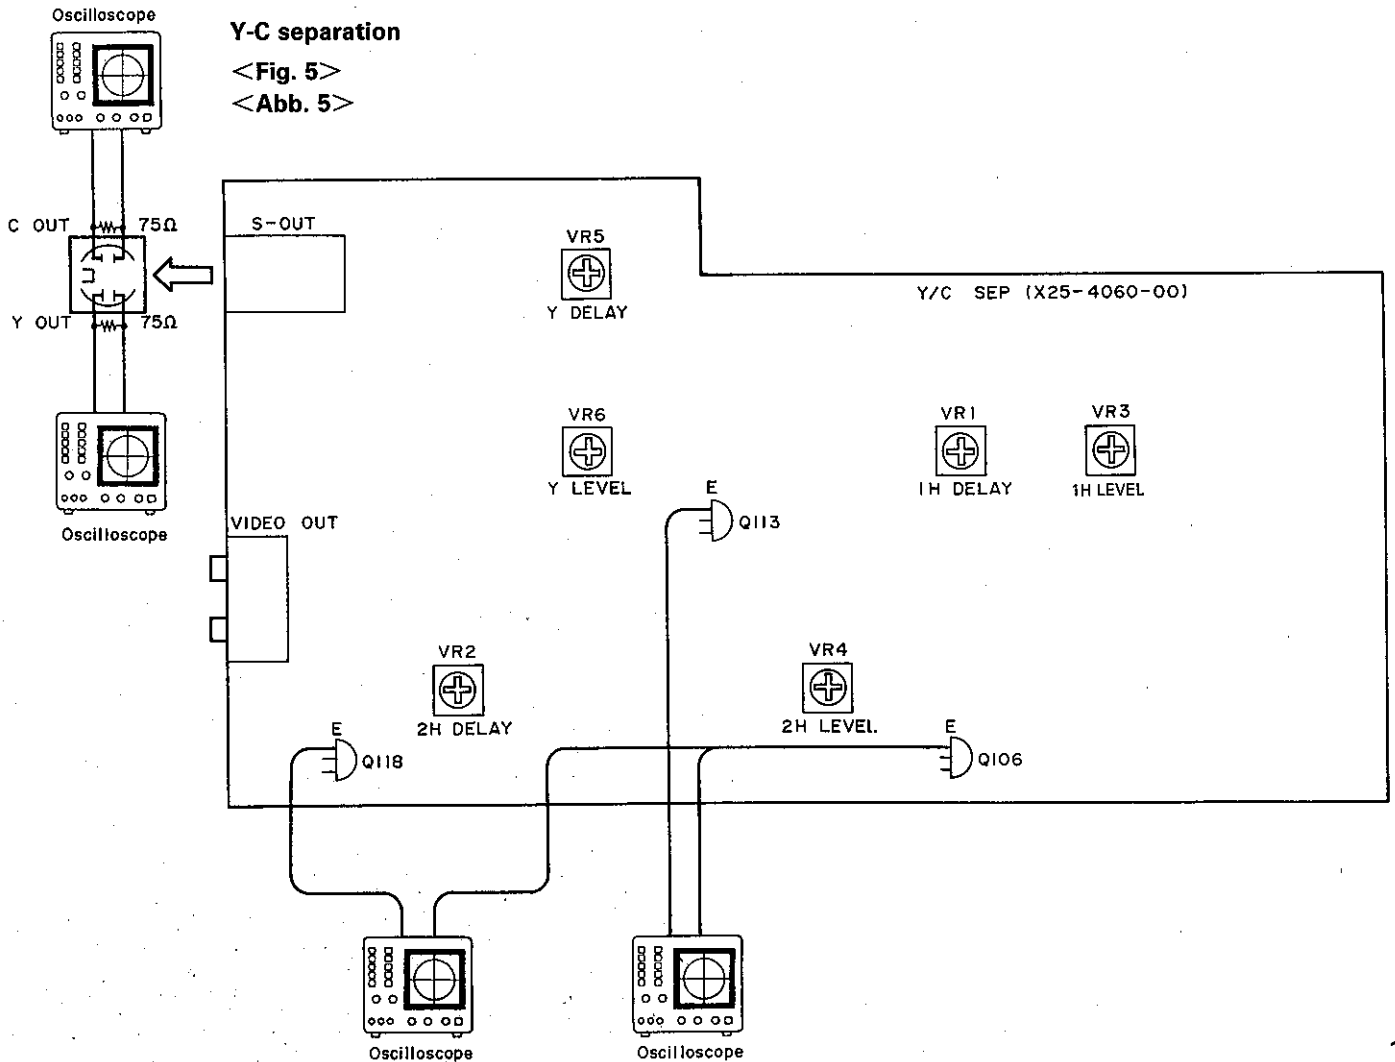 Oscilloscope
Y-C separation
<Fig. 5>
<Abb. 5>
C OUT
75Ω
S-OUT
VR5
Y DELAY
Y/C SEP (X25-4060-00)
Y OUT
75Ω
VR6
Y LEVEL
VR1
1H DELAY
VR3
1H LEVEL
Oscilloscope
VIDEO OUT
E
Q113
VR2
2H DELAY
VR4
2H LEVEL.
E
Q118
E
Q106
Oscilloscope
Oscilloscope